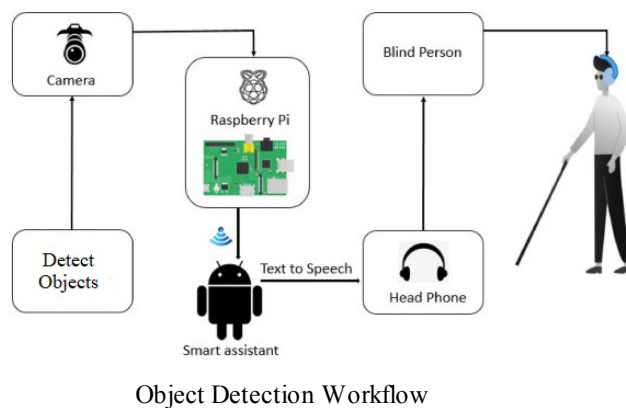 Camera
Raspberry Pi
Blind Person
Detect
Objects
Text to Speech
Head Phone
Smart assistant
Object Detection Workflow